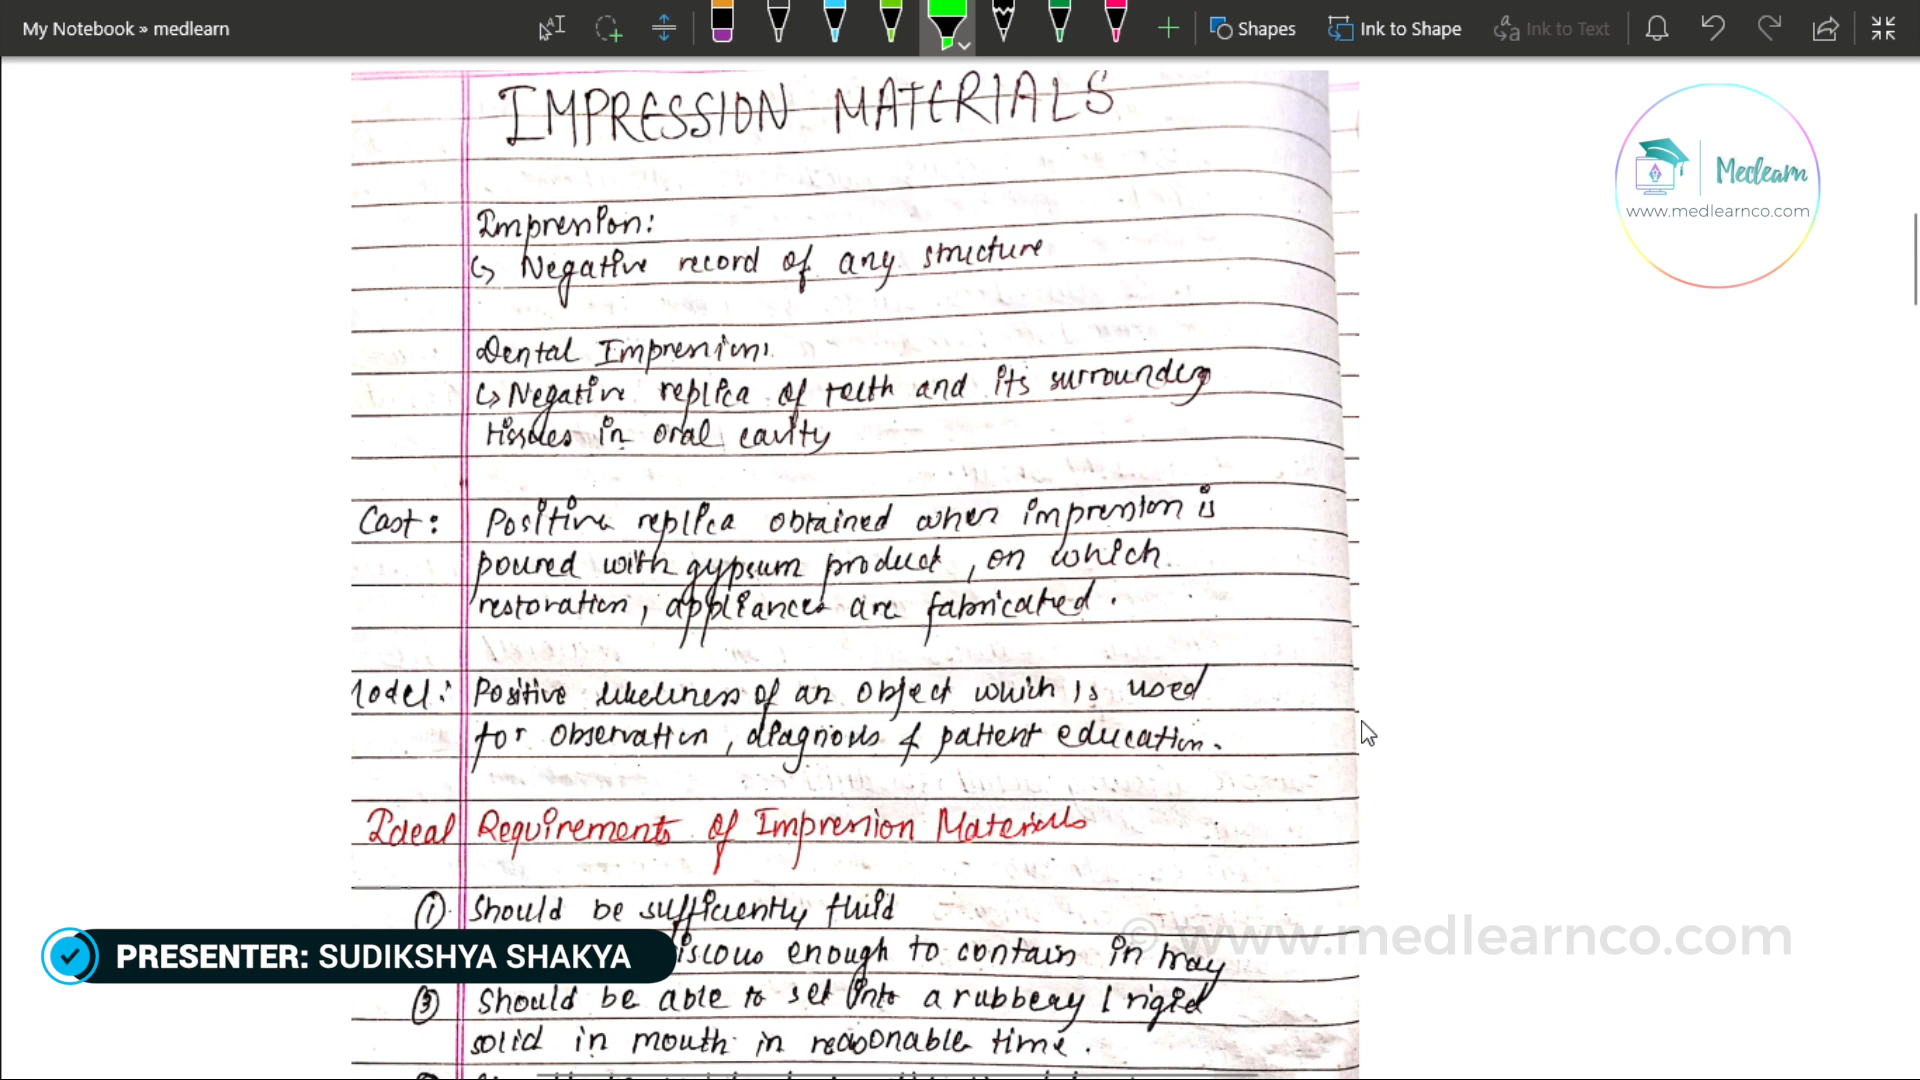 My Notebook » medlearn
Shapes
Ink to Shape
Ink to Text
IMPRESSION MATERIALS
Medlearn
www.medlearnco.com
Impression:
↳ Negative record of any structure
Dental Impression:
↳ Negative replica of teeth and its surrounding
tissues in oral cavity
Cast: Positive replica obtained when impression is
poured with gypsum product, on which
restoration, appliances are fabricated.
Model: Positive likeliness of an object which is used
for observation, diagnosis & patient education.
Ideal Requirements of Impression Materials
① Should be sufficiently fluid
viscous enough to contain in tray
③ Should be able to set into a rubbery / rigid
solid in mouth in reasonable time.
PRESENTER: SUDIKSHYA SHAKYA
© www.medlearnco.com